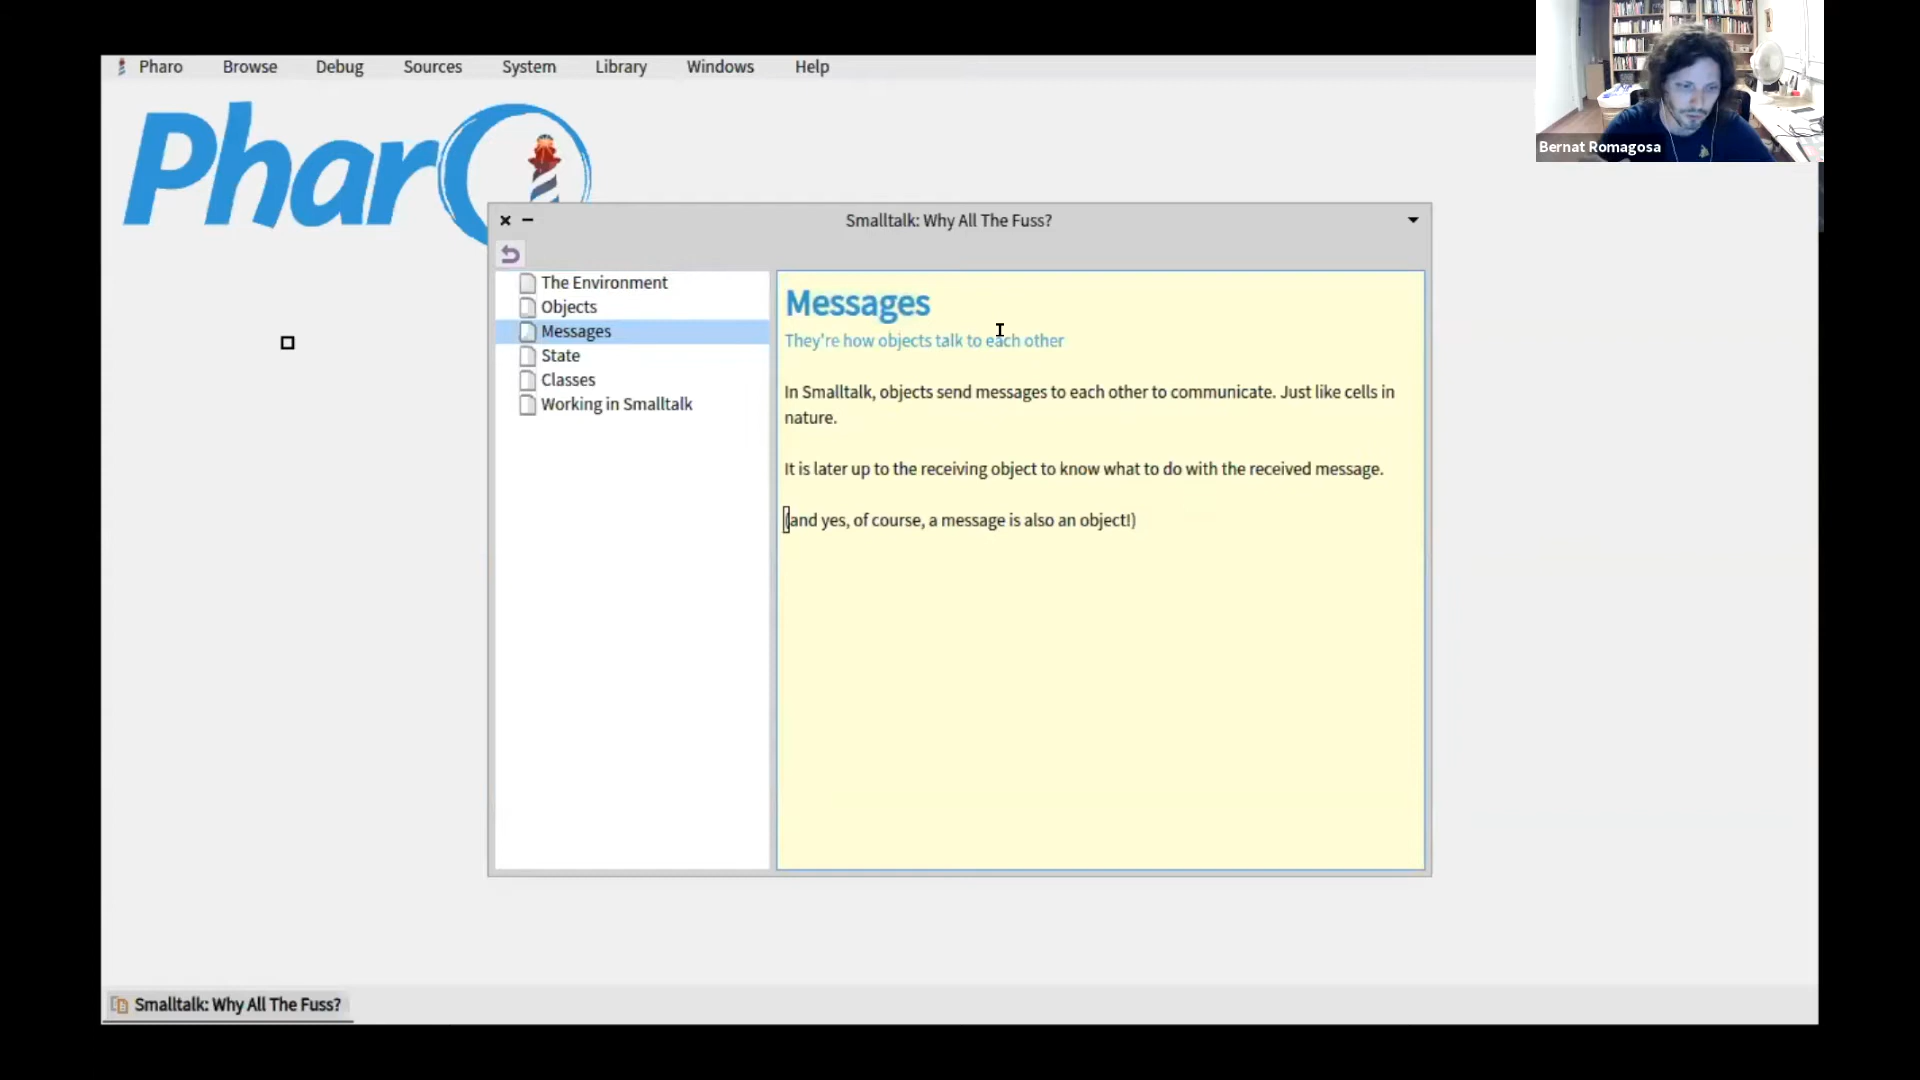 Pharo Browse Debug Sources System Library Windows Help
Pharo
Bernat Romagosa
Smalltalk: Why All The Fuss?
The Environment
Objects
Messages
State
Classes
Working in Smalltalk
Messages
They're how objects talk to each other
In Smalltalk, objects send messages to each other to communicate. Just like cells in
nature.
It is later up to the receiving object to know what to do with the received message.
(and yes, of course, a message is also an object!)
Smalltalk: Why All The Fuss?